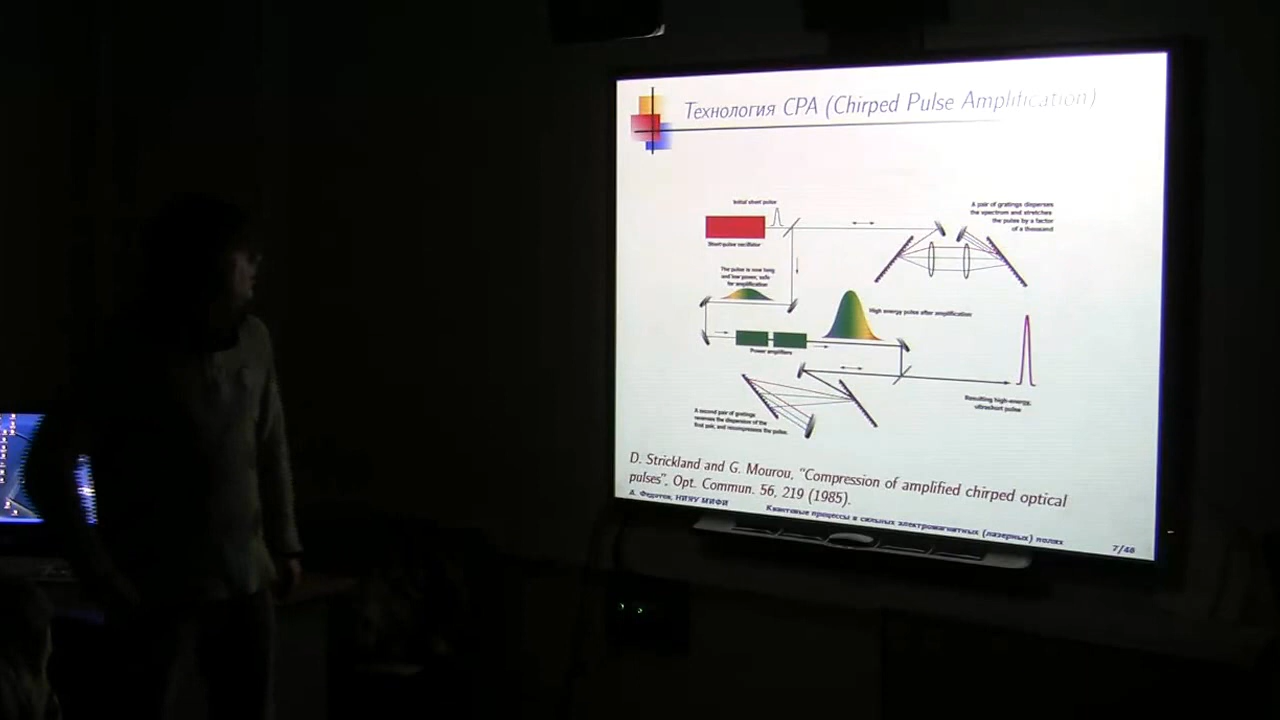 Технология CPA (Chirped Pulse Amplification)
Initial short pulse
Short-pulse oscillator
A pair of gratings disperses
the spectrum and stretches
the pulse by a factor
of a thousand
The pulse is now long
and low power, safe
for amplification
High energy pulse after amplification
Power amplifiers
Resulting high-energy,
ultrashort pulse
A second pair of gratings
reverses the dispersion of the
first pair, and recompresses the pulse.
D. Strickland and G. Mourou, “Compression of amplified chirped optical
pulses”, Opt. Commun. 56, 219 (1985).
А. Федотов, НИЯУ МИФИ
Квантовые процессы в сильных электромагнитных (лазерных) полях
7/46